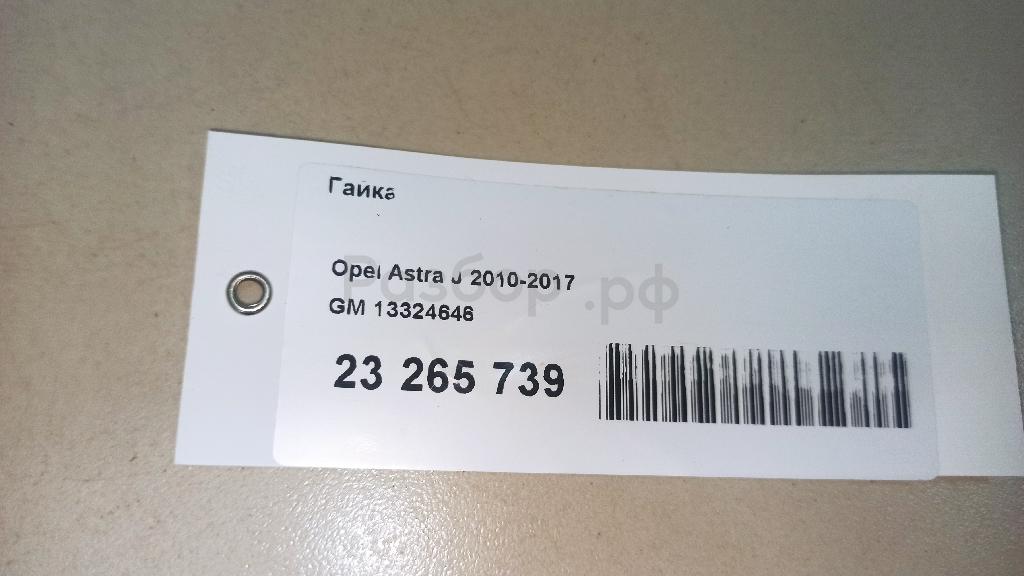 Гайка
Opel Astra J 2010-2017
GM 13324646
23 265 739
Разбор.рф